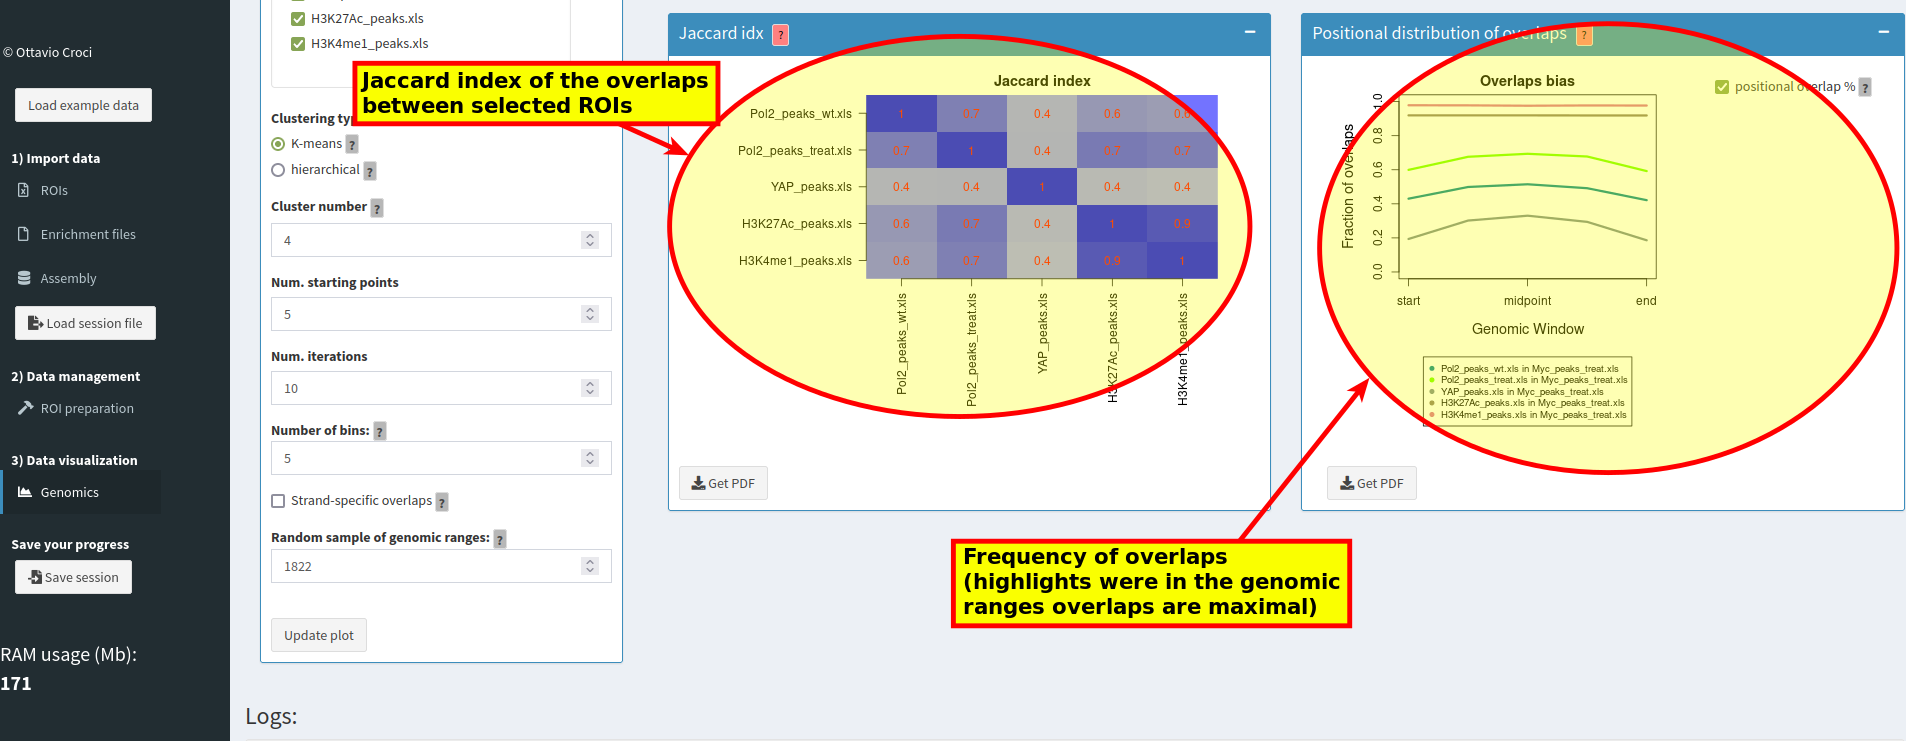 © Ottavio Croci
Load example data
1) Import data
ROIs
Enrichment files
Assembly
Load session file
2) Data management
ROI preparation
3) Data visualization
Genomics
Save your progress
Save session
RAM usage (Mb):
171
H3K27Ac_peaks.xls
H3K4me1_peaks.xls
Clustering ty
K-means ?
hierarchical ?
Cluster number ?
4
Num. starting points
5
Num. iterations
10
Number of bins: ?
5
Strand-specific overlaps ?
Random sample of genomic ranges: ?
1822
Update plot
Logs:
Jaccard index of the overlaps
between selected ROIs
Jaccard idx ?
Jaccard index
Pol2_peaks_wt.xls 1 0.7 0.4 0.6 0.6
Pol2_peaks_treat.xls 0.7 1 0.4 0.7 0.7
YAP_peaks.xls 0.4 0.4 1 0.4 0.4
H3K27Ac_peaks.xls 0.6 0.7 0.4 1 0.9
H3K4me1_peaks.xls 0.6 0.7 0.4 0.9 1
Pol2_peaks_wt.xls
Pol2_peaks_treat.xls
YAP_peaks.xls
H3K27Ac_peaks.xls
H3K4me1_peaks.xls
Get PDF
Positional distribution of overlaps ?
Overlaps bias
positional overlap % ?
Fraction of overlaps
1.0
0.8
0.6
0.4
0.2
0.0
start midpoint end
Genomic Window
Pol2_peaks_wt.xls in Myc_peaks_treat.xls
Pol2_peaks_treat.xls in Myc_peaks_treat.xls
YAP_peaks.xls in Myc_peaks_treat.xls
H3K27Ac_peaks.xls in Myc_peaks_treat.xls
H3K4me1_peaks.xls in Myc_peaks_treat.xls
Get PDF
Frequency of overlaps
(highlights were in the genomic
ranges overlaps are maximal)